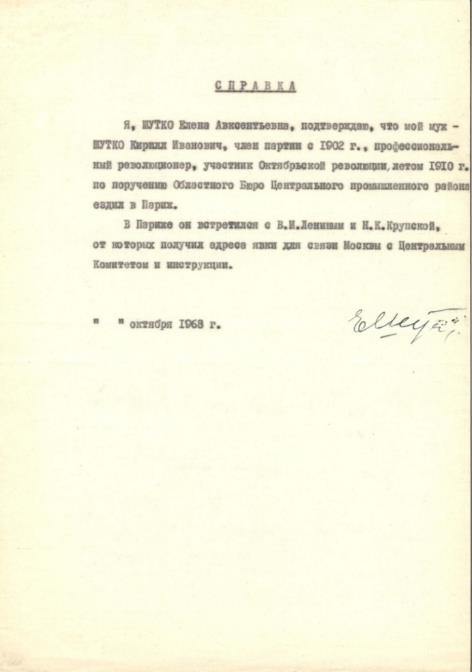 СПРАВКА
Я, ШУТКО Елена Авксентьевна, подтверждаю, что мой муж -
ШУТКО Кирилл Иванович, член партии с 1902 г., профессиональ-
ный революционер, участник Октябрьской революции, летом 1910 г.
по поручению Областного Бюро Центрального промышленного района
ездил в Париж.
В Париже он встретился с В.И.Лениным и Н.К.Крупской,
от которых получил адреса явки для связи Москвы с Центральным
Комитетом и инструкции.
" " октября 1968 г.